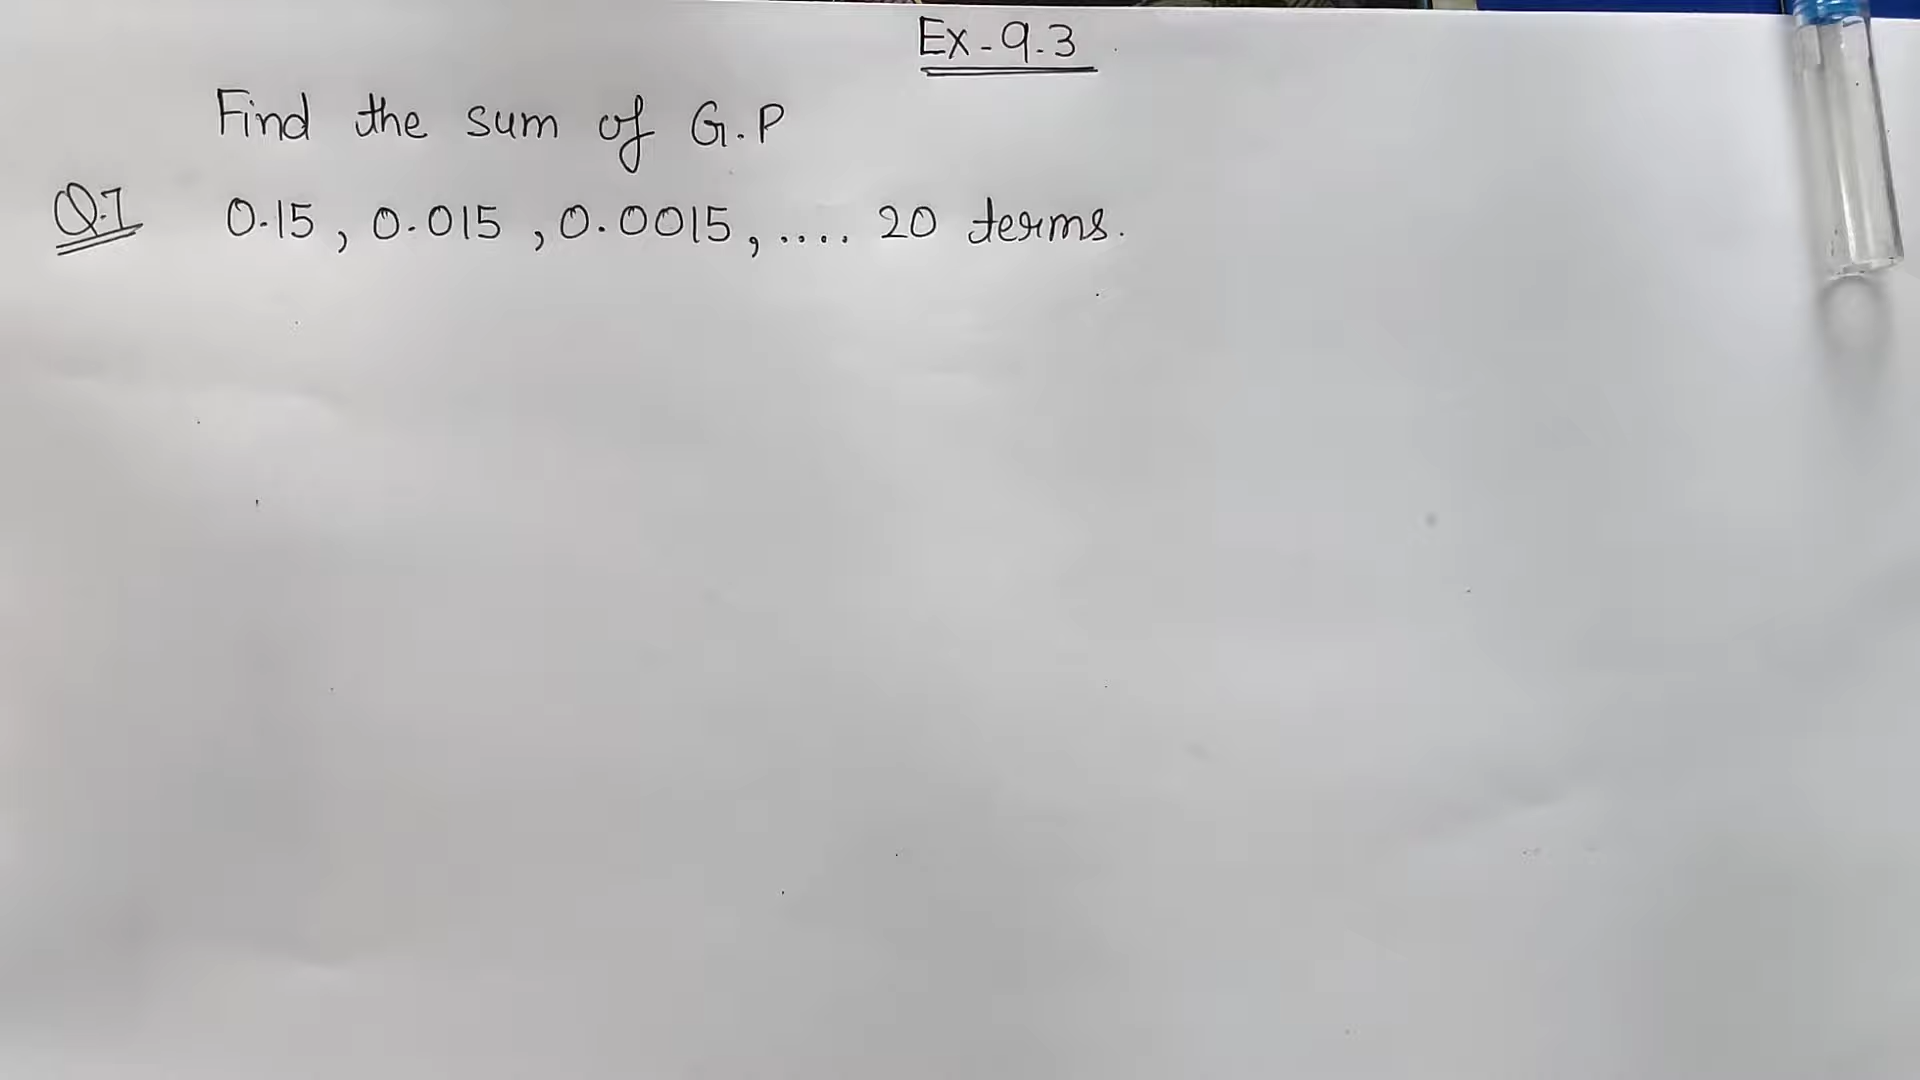 Ex-9.3
Find the sum of G.P
Q.1 0.15, 0.015, 0.0015, .... 20 terms.